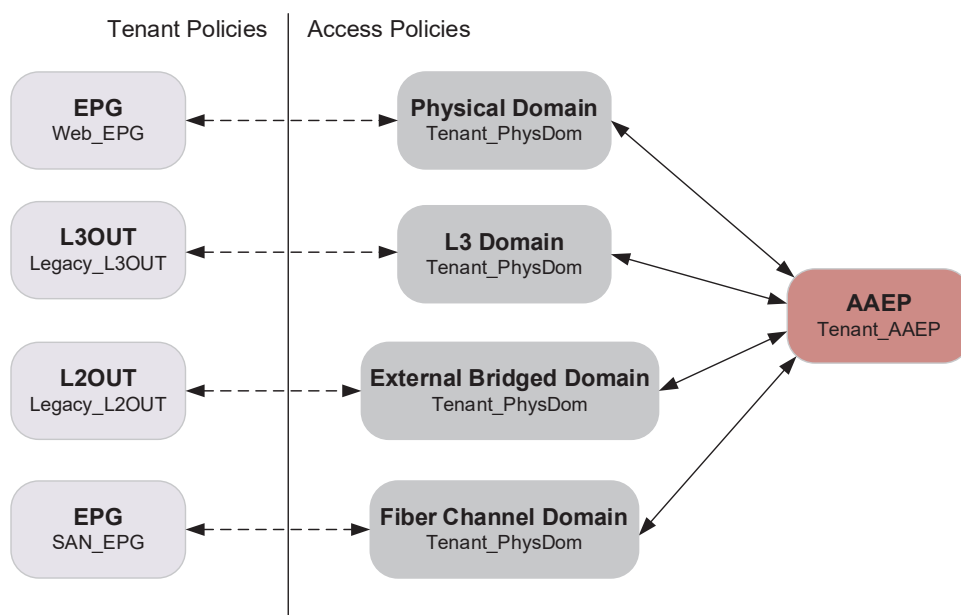 Tenant Policies
Access Policies
EPG
Web_EPG
Physical Domain
Tenant_PhysDom
L3OUT
Legacy_L3OUT
L3 Domain
Tenant_PhysDom
AAEP
Tenant_AAEP
L2OUT
Legacy_L2OUT
External Bridged Domain
Tenant_PhysDom
EPG
SAN_EPG
Fiber Channel Domain
Tenant_PhysDom